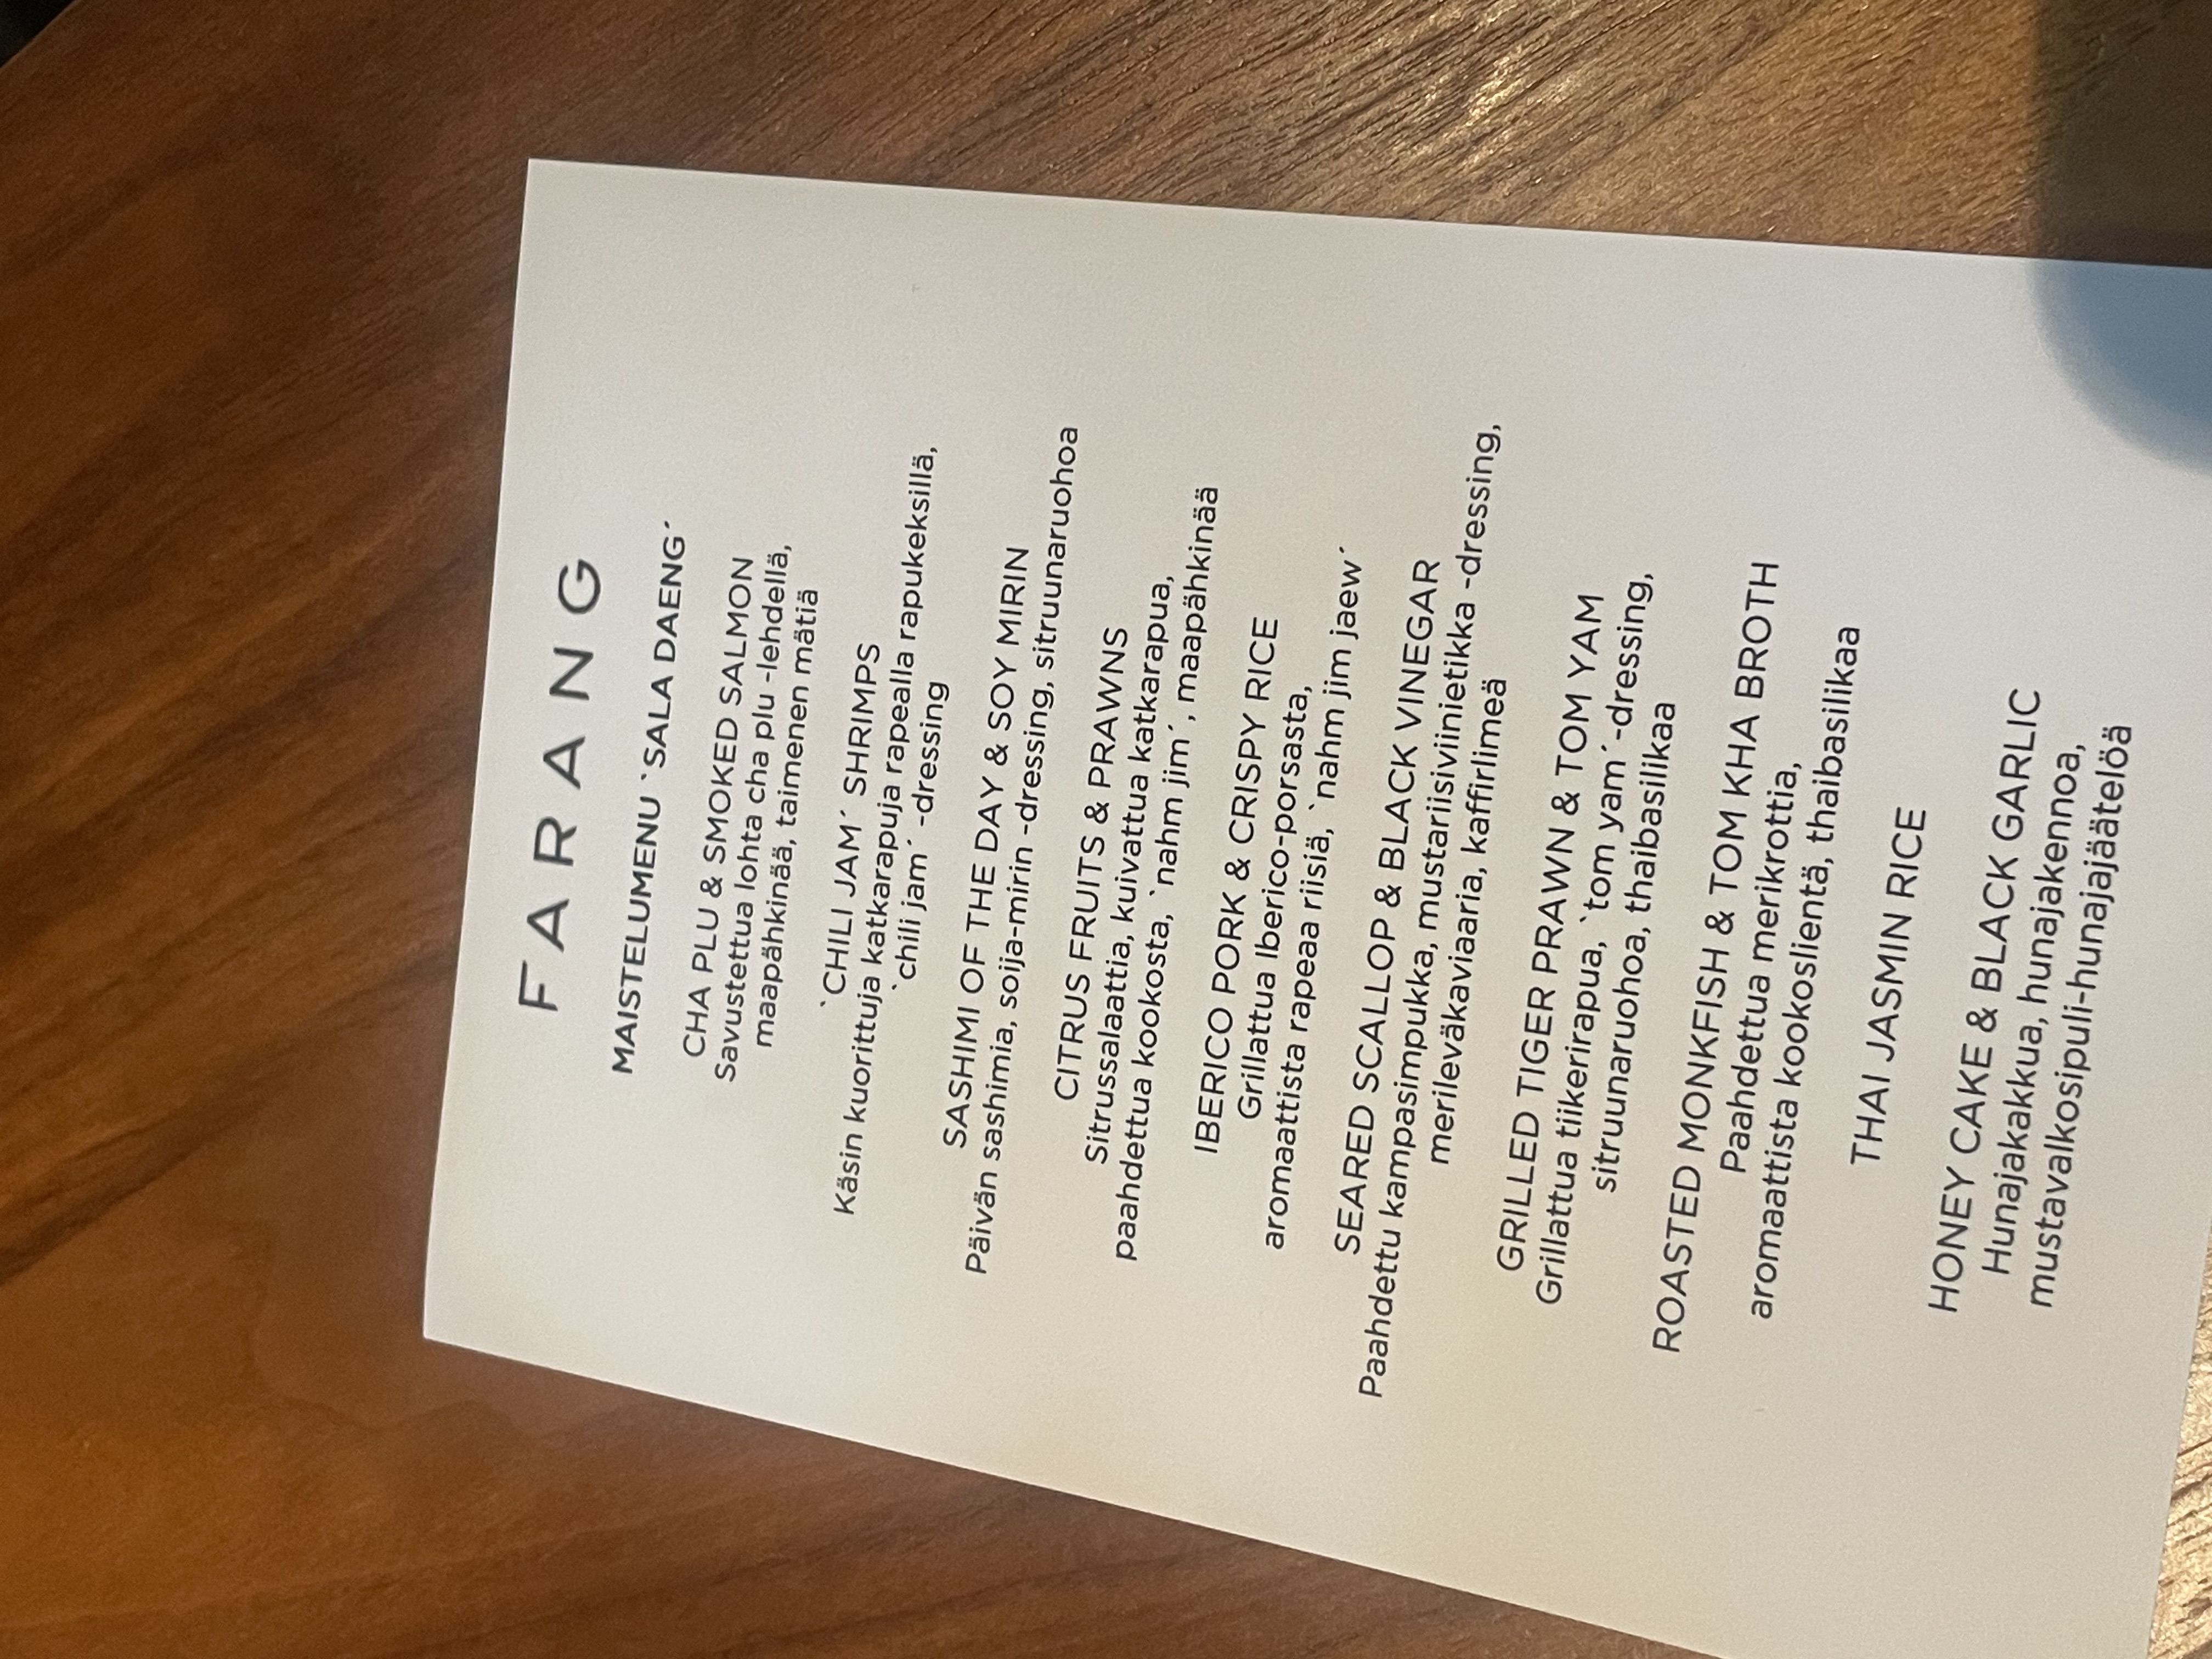 FARANG
MAISTELUMENU `SALA DAENG´
CHA PLU & SMOKED SALMON
Savustettua lohta cha plu -lehdellä,
maapähkinää, taimenen mätiä
`CHILI JAM´ SHRIMPS
Käsin kuorittuja katkarapuja rapealla rapukeksillä,
`chili jam´ -dressing
SASHIMI OF THE DAY & SOY MIRIN
Päivän sashimia, soija-mirin -dressing, sitruunaruohoa
CITRUS FRUITS & PRAWNS
Sitrussalaattia, kuivattua katkarapua,
paahdettua kookosta, `nahm jim´, maapähkinää
IBERICO PORK & CRISPY RICE
Grillattua Iberico-porsasta,
aromaattista rapeaa riisiä, `nahm jim jaew´
SEARED SCALLOP & BLACK VINEGAR
Paahdettu kampasimpukka, mustariisiviinietikka -dressing,
merileväkaviaaria, kaffirlimeä
GRILLED TIGER PRAWN & TOM YAM
Grillattua tiikerirapua, `tom yam´-dressing,
sitruunaruohoa, thaibasilikaa
ROASTED MONKFISH & TOM KHA BROTH
Paahdettua merikrottia,
aromaattista kookoslientä, thaibasilikaa
THAI JASMIN RICE
HONEY CAKE & BLACK GARLIC
Hunajakakkua, hunajakennoa,
mustavalkosipuli-hunajajäätelöä